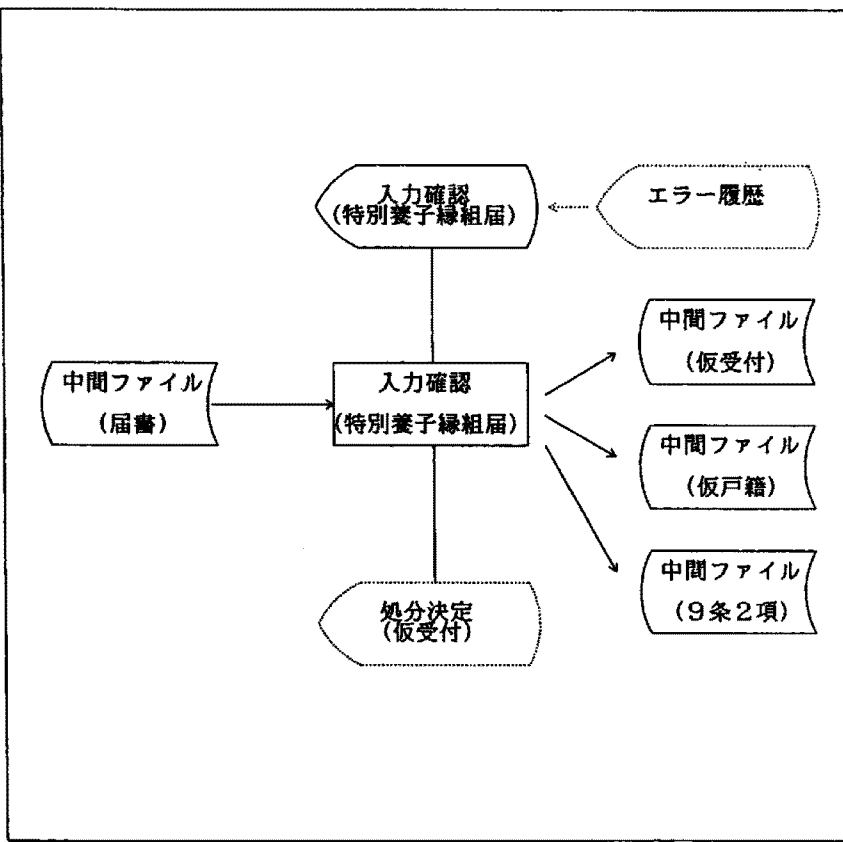 入力確認
(特別養子縁組届)
エラー履歴
中間ファイル
(仮受付)
中間ファイル
(届書)
入力確認
(特別養子縁組届)
中間ファイル
(仮戸籍)
中間ファイル
(9条2項)
処分決定
(仮受付)